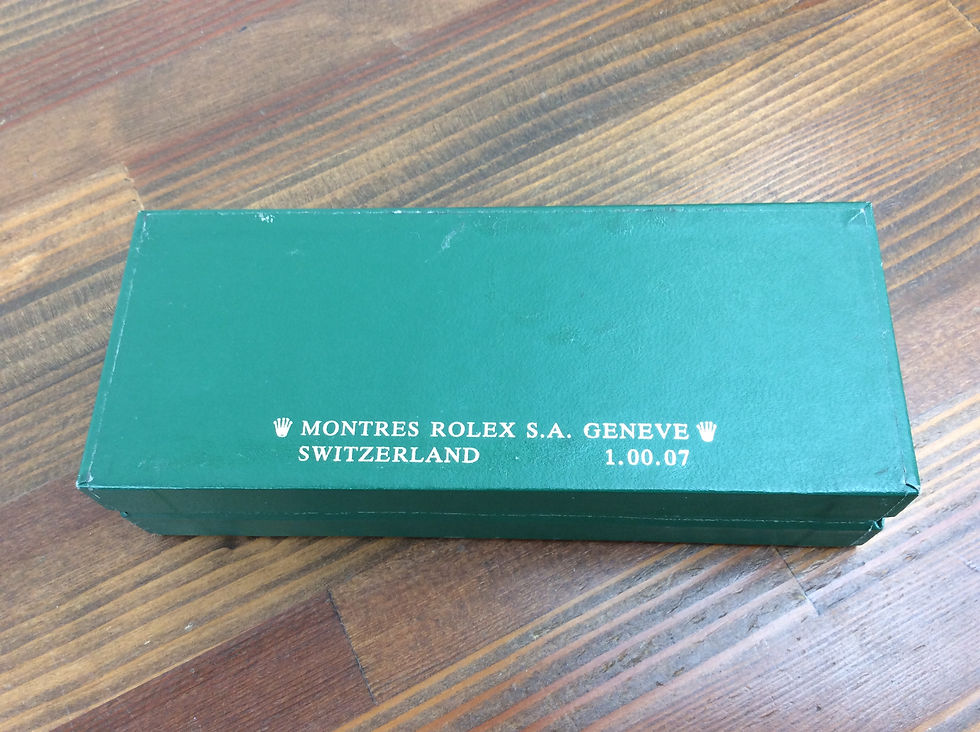 MONTRES ROLEX S.A. GENEVE
SWITZERLAND 1.00.07